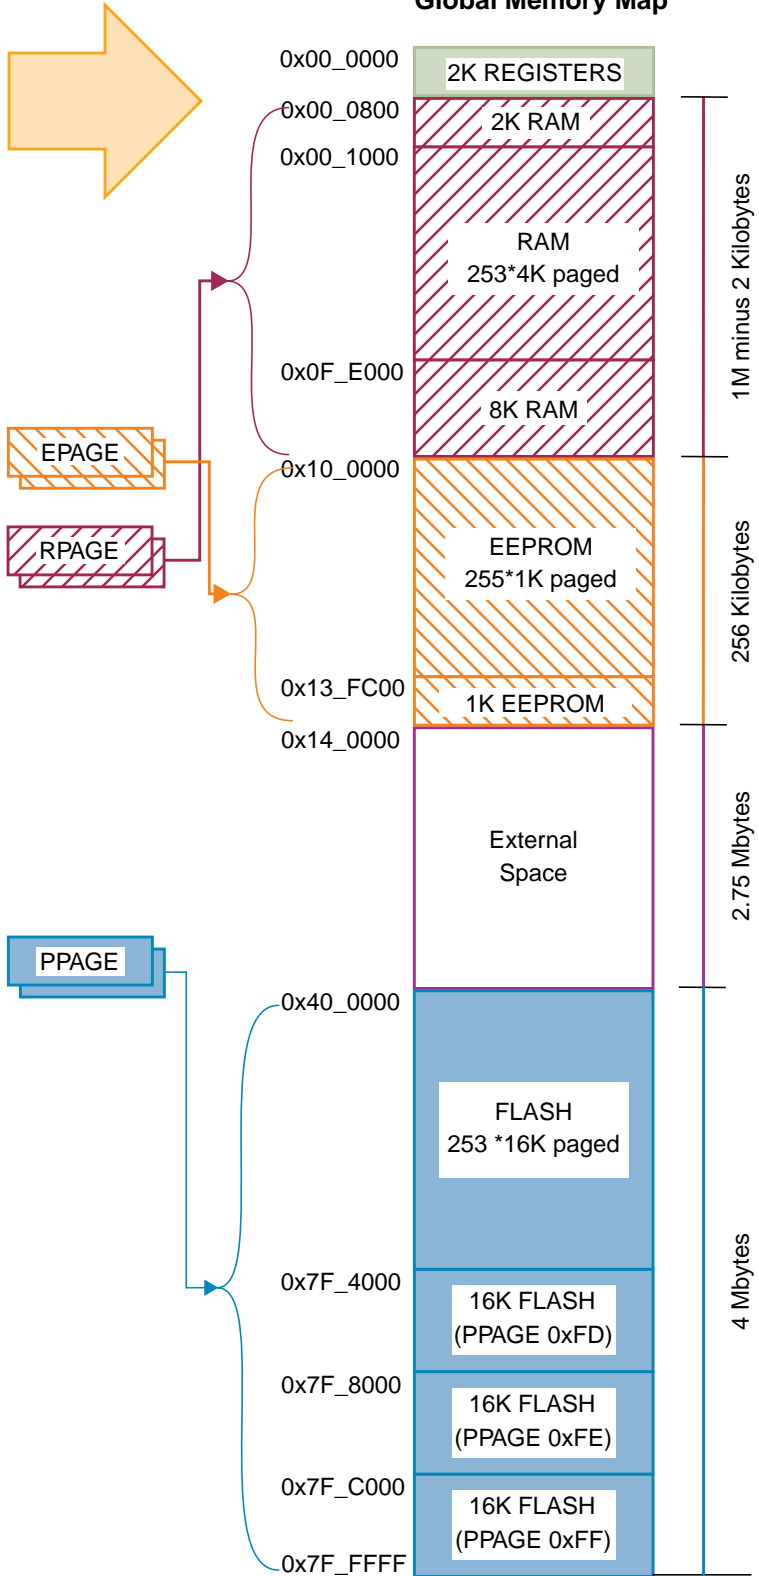 Global Memory Map
0x00_0000
2K REGISTERS
0x00_0800
2K RAM
0x00_1000
RAM
253*4K paged
1M minus 2 Kilobytes
0x0F_E000
8K RAM
EPAGE
0x10_0000
RPAGE
EEPROM
255*1K paged
256 Kilobytes
0x13_FC00
1K EEPROM
0x14_0000
External
Space
2.75 Mbytes
PPAGE
0x40_0000
FLASH
253 *16K paged
4 Mbytes
0x7F_4000
16K FLASH
(PPAGE 0xFD)
0x7F_8000
16K FLASH
(PPAGE 0xFE)
0x7F_C000
16K FLASH
(PPAGE 0xFF)
0x7F_FFFF